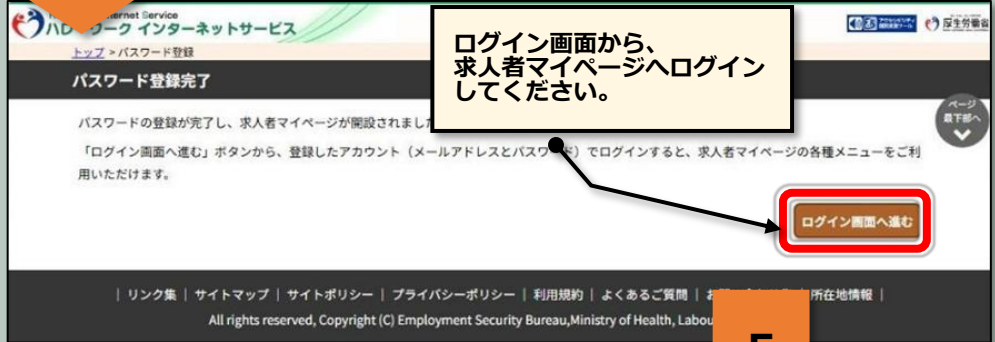 ernet Service
ハローワーク インターネットサービス
厚生労働省
トップ > パスワード登録
パスワード登録完了
ログイン画面から、
求人者マイページへログイン
してください。
ページ
最下部へ
パスワードの登録が完了し、求人者マイページが開設されまし
「ログイン画面へ進む」ボタンから、登録したアカウント（メールアドレスとパスワード）でログインすると、求人者マイページの各種メニューをご利
用いただけます。
ログイン画面へ進む
| リンク集 | サイトマップ | サイトポリシー | プライバシーポリシー | 利用規約 | よくあるご質問 | 所在地情報 |
All rights reserved, Copyright (C) Employment Security Bureau,Ministry of Health, Labou